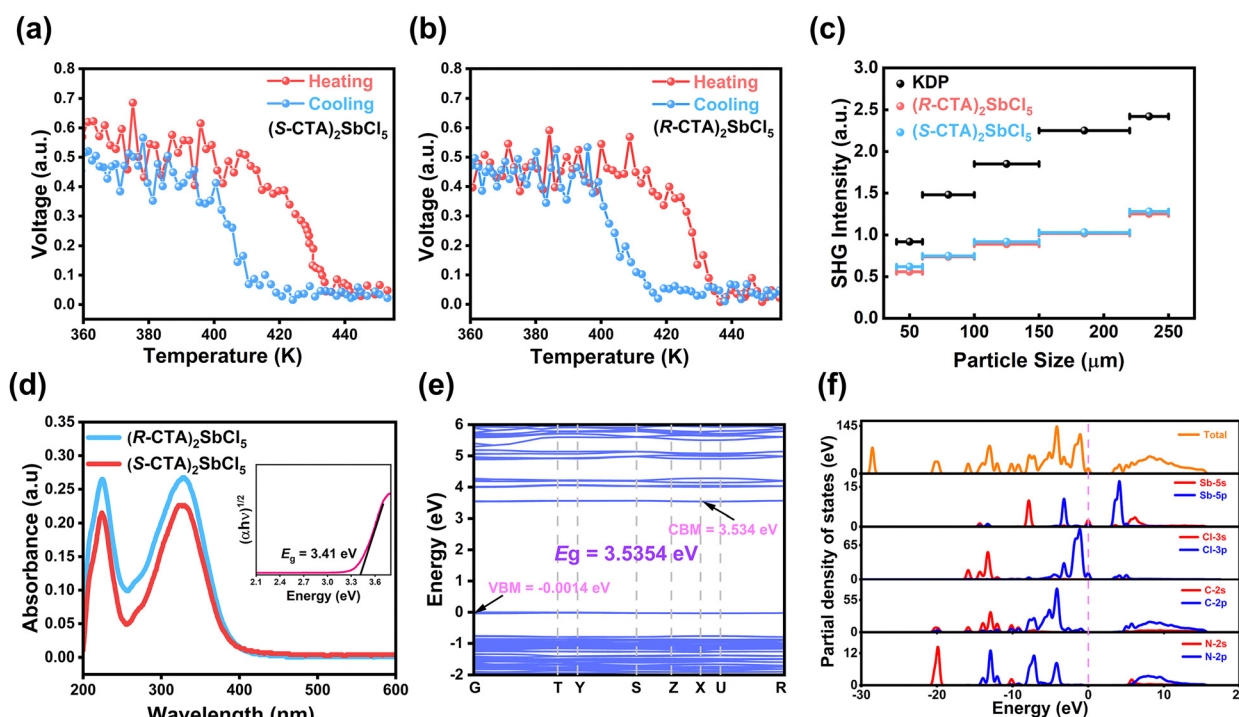 (a)
0.8
0.7
0.6
0.5
0.4
0.3
0.2
0.1
0.0
Voltage (a.u.)
Heating
Cooling
(S-CTA)₂SbCl₅
360 380 400 420 440
Temperature (K)
(b)
0.8
0.7
0.6
0.5
0.4
0.3
0.2
0.1
0.0
Voltage (a.u.)
Heating
Cooling
(R-CTA)₂SbCl₅
360 380 400 420 440
Temperature (K)
(c)
3.0
2.5
2.0
1.5
1.0
0.5
0.0
SHG Intensity (a.u.)
KDP
(R-CTA)₂SbCl₅
(S-CTA)₂SbCl₅
50 100 150 200 250
Particle Size (μm)
(d)
0.35
0.30
0.25
0.20
0.15
0.10
0.05
0.00
Absorbance (a.u)
(R-CTA)₂SbCl₅
(S-CTA)₂SbCl₅
(αhν)^1/2
Eg = 3.41 eV
2.1 2.4 2.7 3.0 3.3 3.6
Energy (eV)
200 300 400 500 600
Wavelength (nm)
(e)
6
5
4
3
2
1
0
-1
-2
Energy (eV)
CBM = 3.534 eV
Eg = 3.5354 eV
VBM = -0.0014 eV
G T Y S Z X U R
(f)
Partial density of states (eV)
145
0
Total
15
0
Sb-5s
Sb-5p
65
0
Cl-3s
Cl-3p
55
0
C-2s
C-2p
12
0
N-2s
N-2p
-30 -20 -10 0 10
Energy (eV)